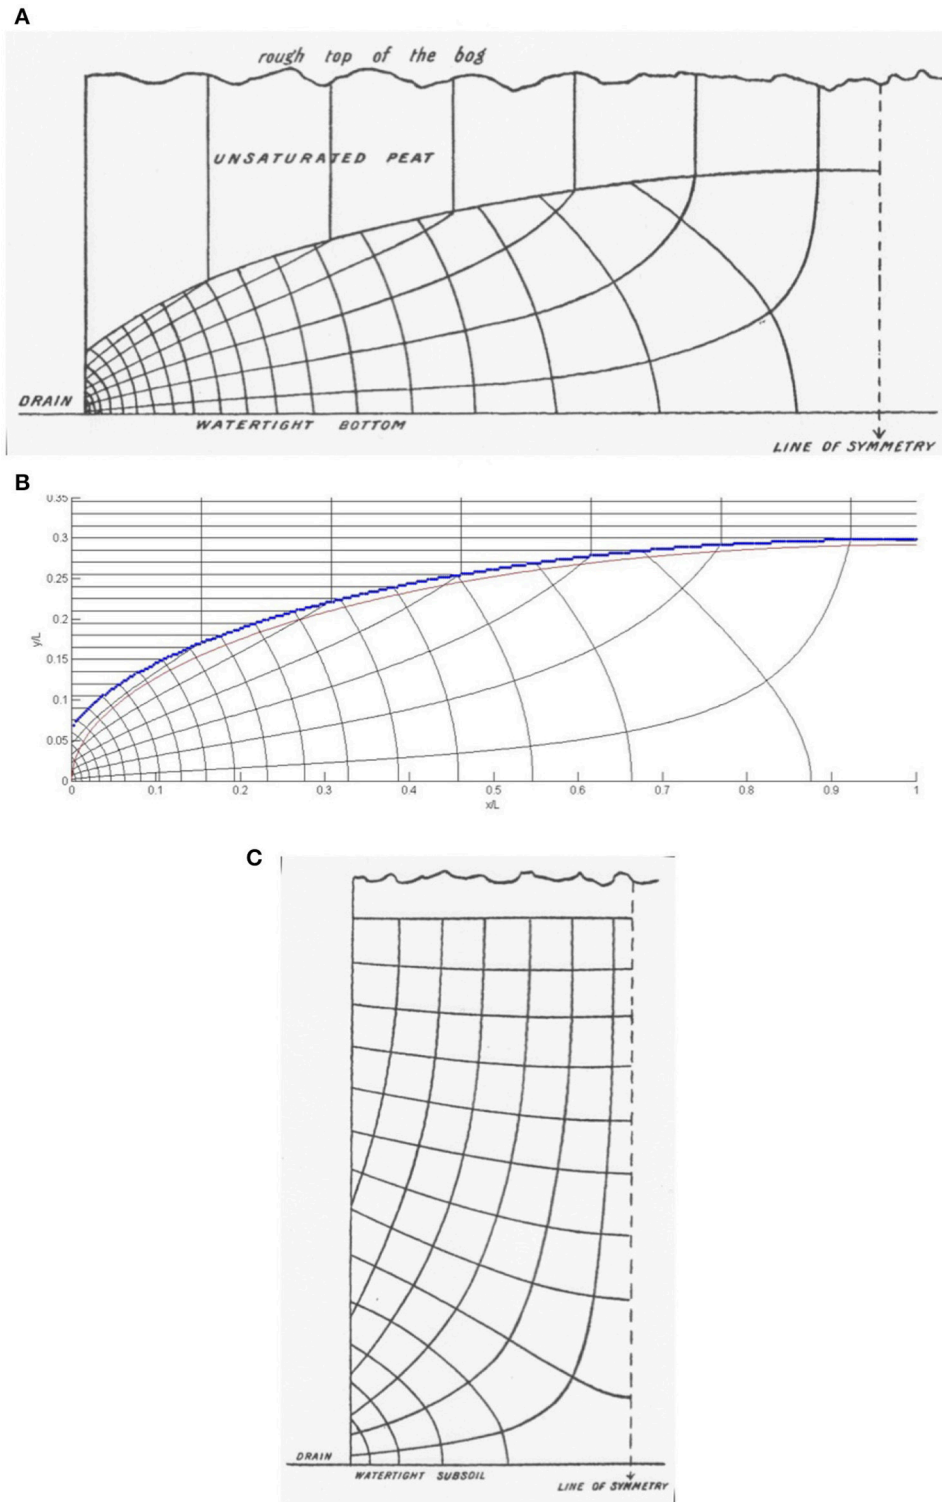 A
rough top of the bog
UNSATURATED PEAT
DRAIN
WATERTIGHT BOTTOM
LINE OF SYMMETRY
B
0.35
0.3
0.25
0.2
y/L
0.15
0.1
0.05
0
0 0.1 0.2 0.3 0.4 0.5 0.6 0.7 0.8 0.9 1
x/L
C
DRAIN
WATERTIGHT SUBSOIL
LINE OF SYMMETRY